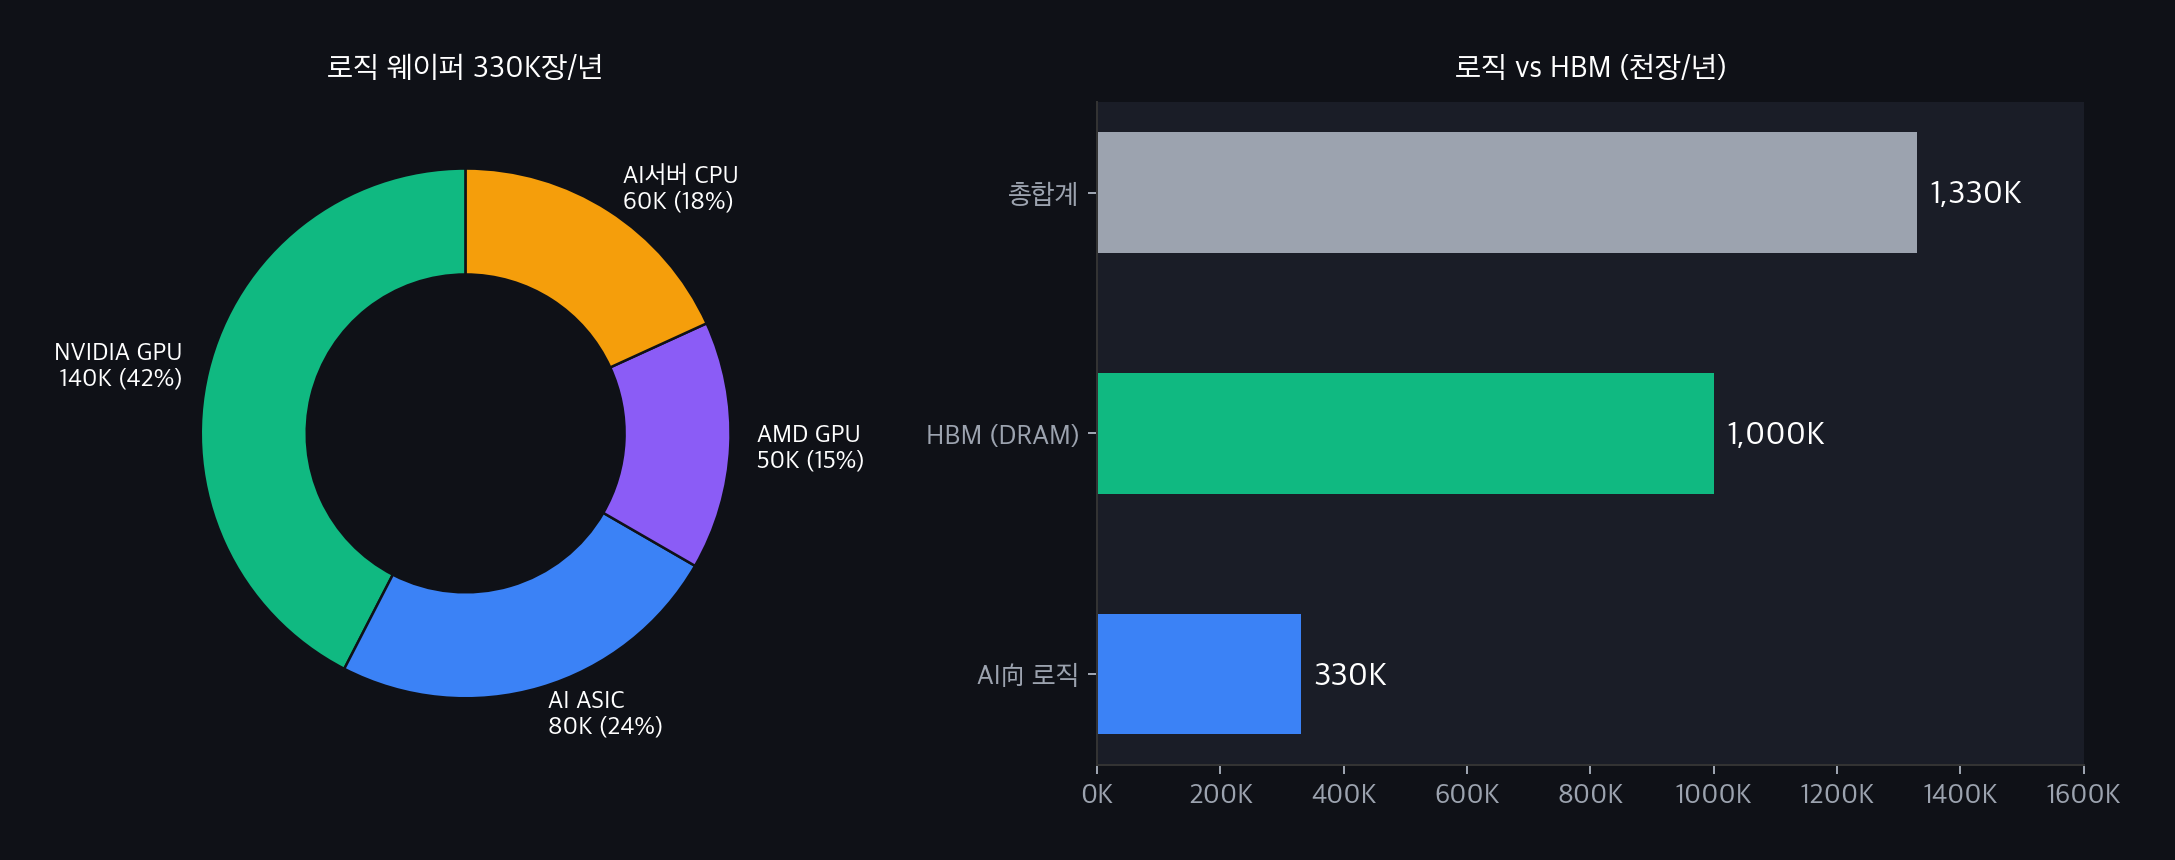 로직 웨이퍼 330K장/년
AI서버 CPU
60K (18%)
NVIDIA GPU
140K (42%)
AMD GPU
50K (15%)
AI ASIC
80K (24%)
로직 vs HBM (천장/년)
총합계
1,330K
HBM (DRAM)
1,000K
AI向 로직
330K
0K 200K 400K 600K 800K 1000K 1200K 1400K 1600K